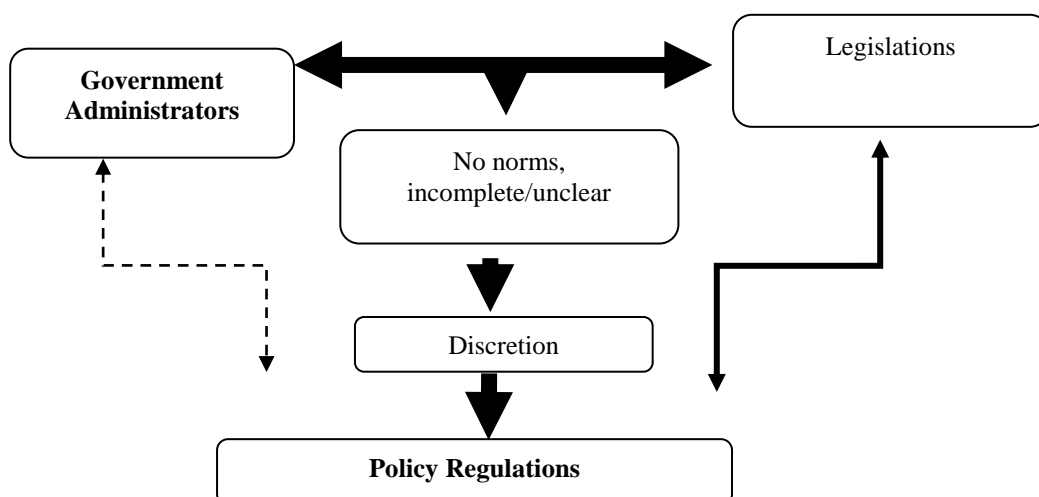 Government
Administrators
Legislations
No norms,
incomplete/unclear
Discretion
Policy Regulations